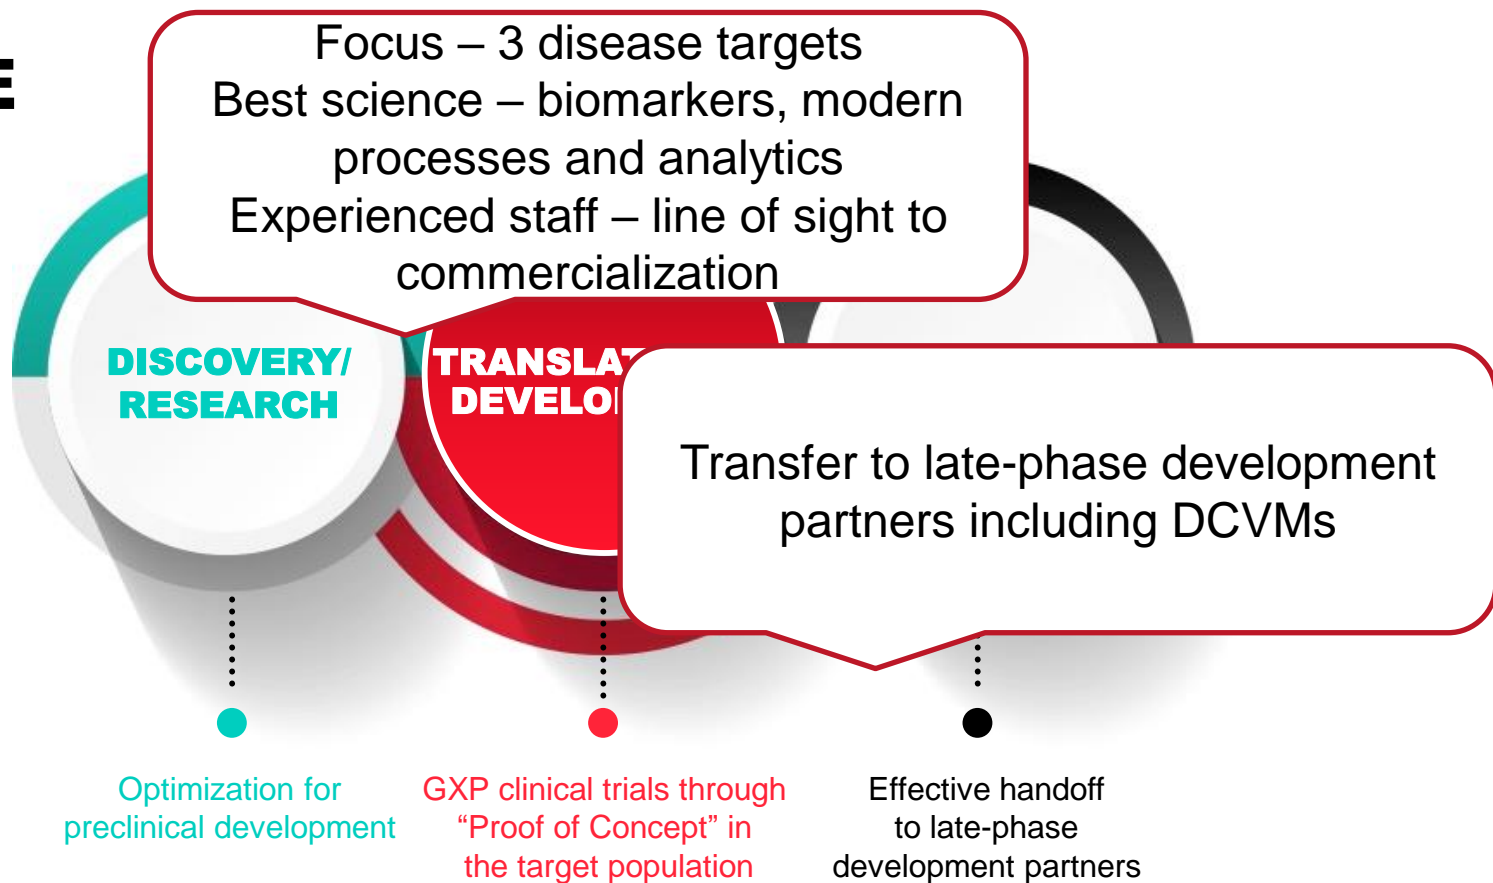 E
Focus – 3 disease targets
Best science – biomarkers, modern
processes and analytics
Experienced staff – line of sight to
commercialization
DISCOVERY/
RESEARCH
Transfer to late-phase development
partners including DCVMs
Optimization for
preclinical development
GXP clinical trials through
“Proof of Concept” in
the target population
Effective handoff
to late-phase
development partners